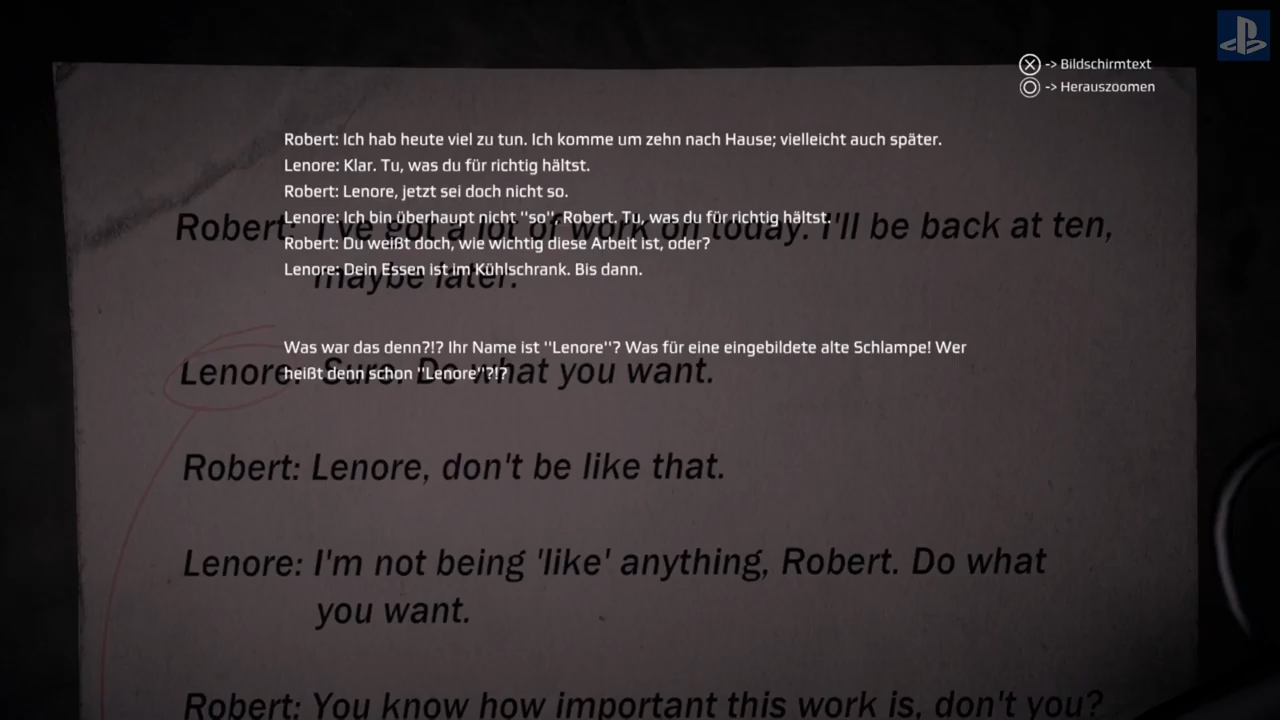 -> Bildschirmtext
-> Herauszoomen
Robert: Ich hab heute viel zu tun. Ich komme um zehn nach Hause; vielleicht auch später.
Lenore: Klar. Tu, was du für richtig hältst.
Robert: Lenore, jetzt sei doch nicht so.
Lenore: Ich bin überhaupt nicht "so", Robert. Tu, was du für richtig hältst.
Robert: Du weißt doch, wie wichtig diese Arbeit ist, oder?
Lenore: Dein Essen ist im Kühlschrank. Bis dann.
Was war das denn?!? Ihr Name ist "Lenore"? Was für eine eingebildete alte Schlampe! Wer
heißt denn schon "Lenore"?!?
Robert: I've got a lot of work on today. I'll be back at ten,
maybe later.
Lenore: Sure. Do what you want.
Robert: Lenore, don't be like that.
Lenore: I'm not being 'like' anything, Robert. Do what
you want.
Robert: You know how important this work is, don't you?